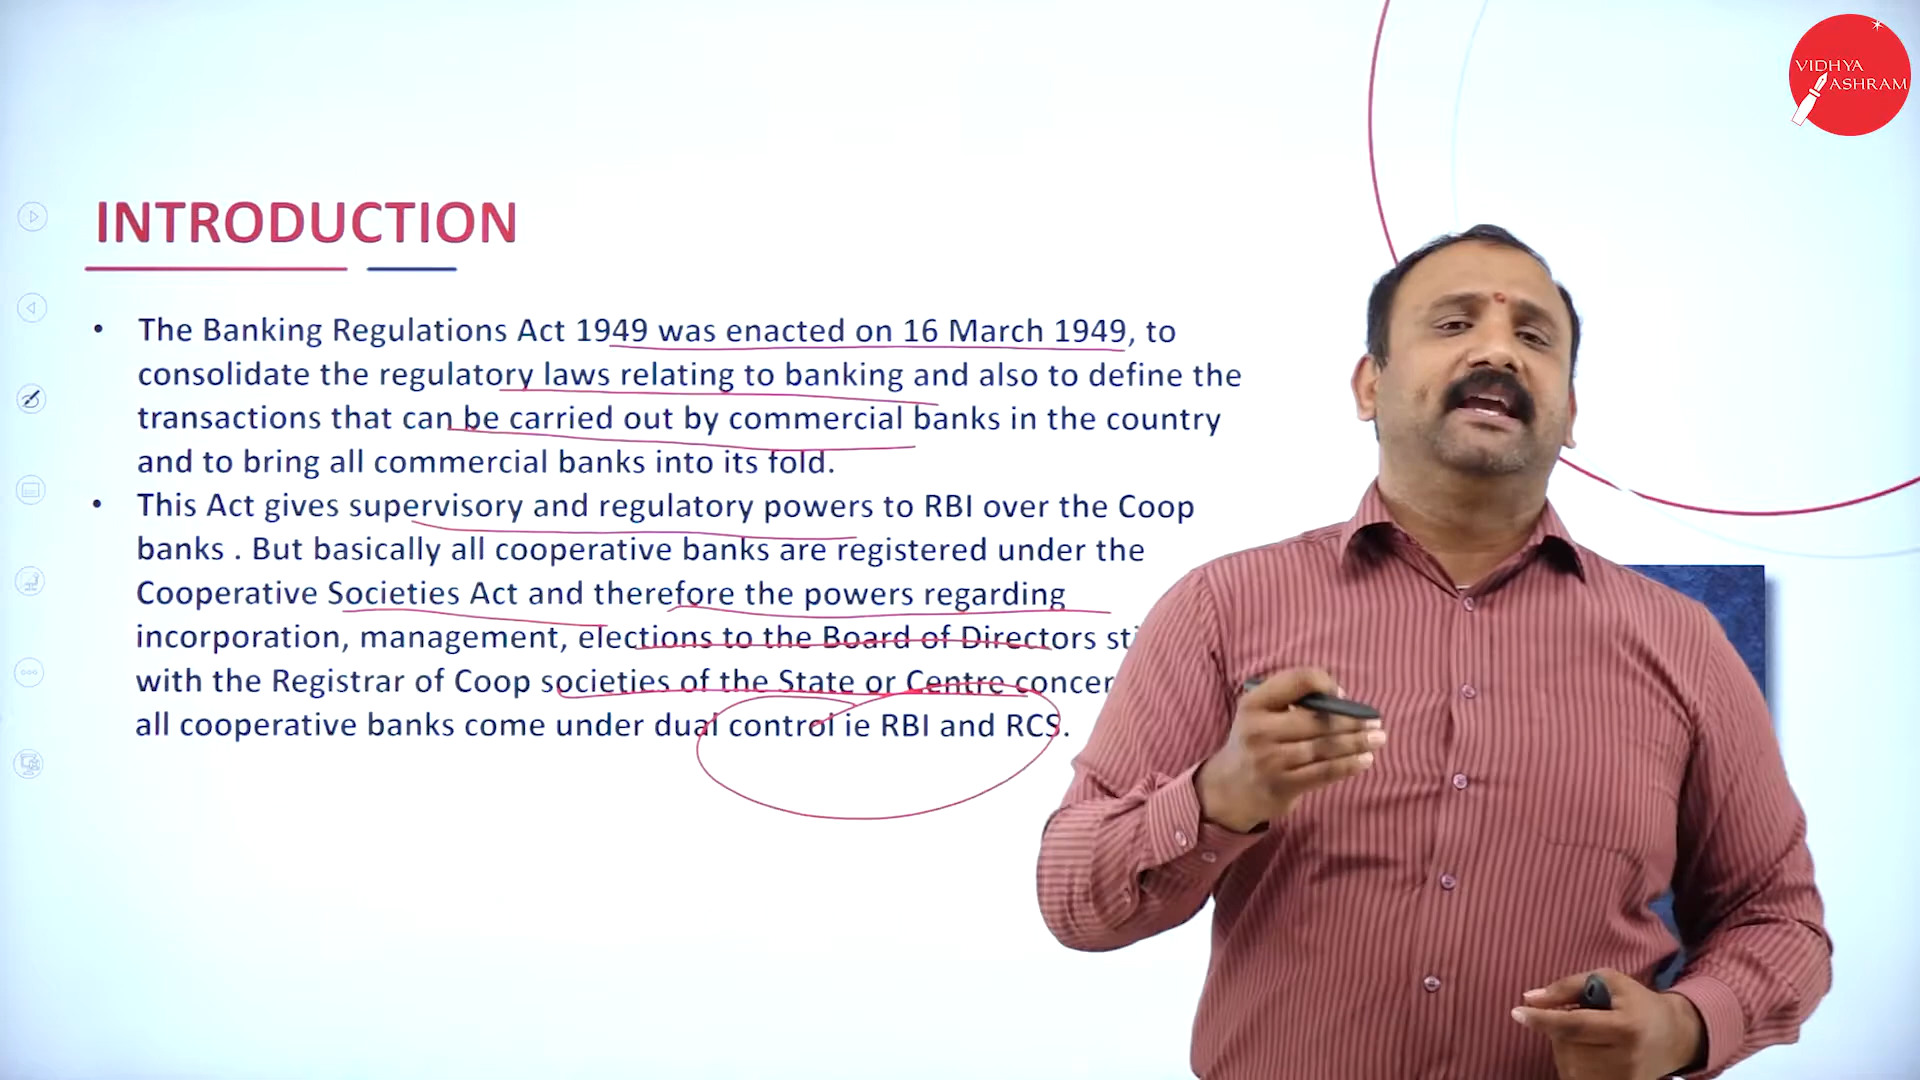 VIDHYA
ASHRAM
INTRODUCTION
• The Banking Regulations Act 1949 was enacted on 16 March 1949, to
consolidate the regulatory laws relating to banking and also to define the
transactions that can be carried out by commercial banks in the country
and to bring all commercial banks into its fold.
• This Act gives supervisory and regulatory powers to RBI over the Coop
banks . But basically all cooperative banks are registered under the
Cooperative Societies Act and therefore the powers regarding
incorporation, management, elections to the Board of Directors
with the Registrar of Coop societies of the State or Centre
all cooperative banks come under dual control ie RBI and RCS.